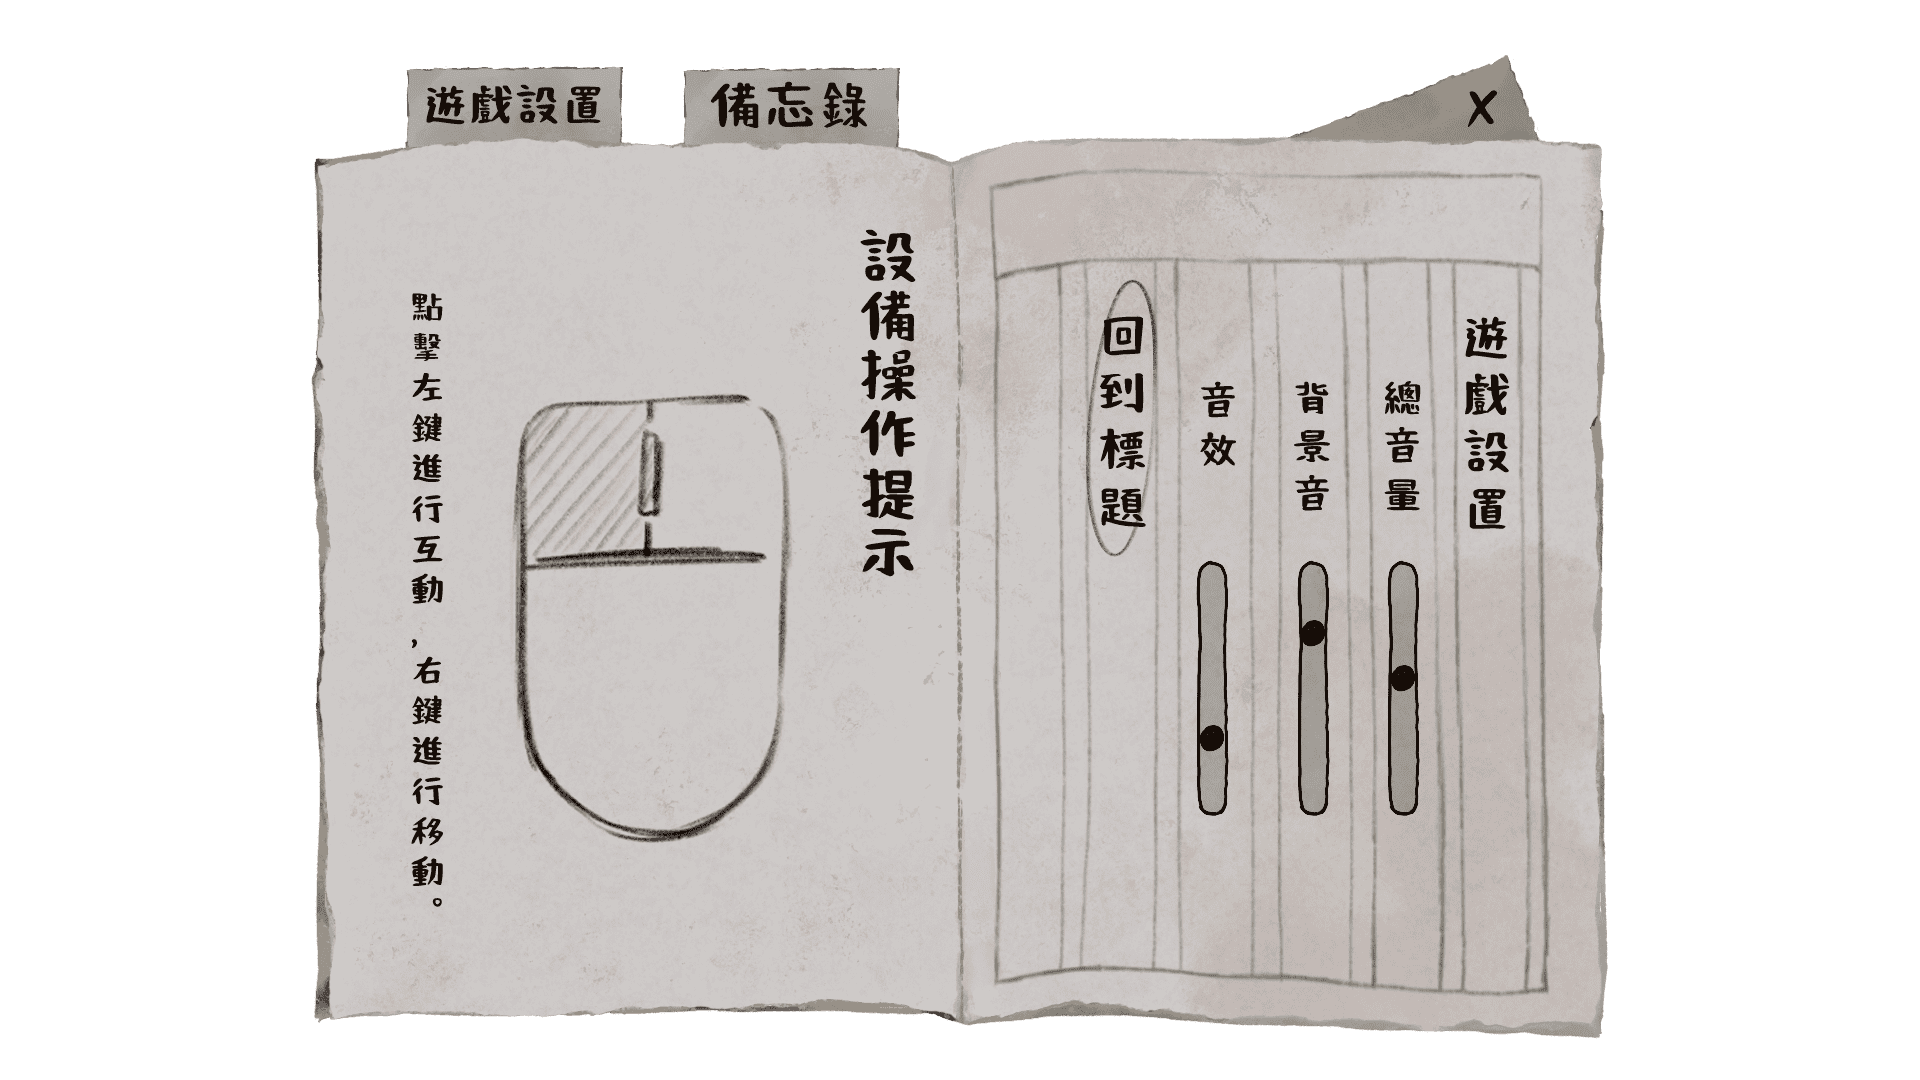 遊戲設置
備忘錄
X
遊戲設置
總音量
背景音
音效
回到標題
設備操作提示
點擊左鍵進行互動，右鍵進行移動。